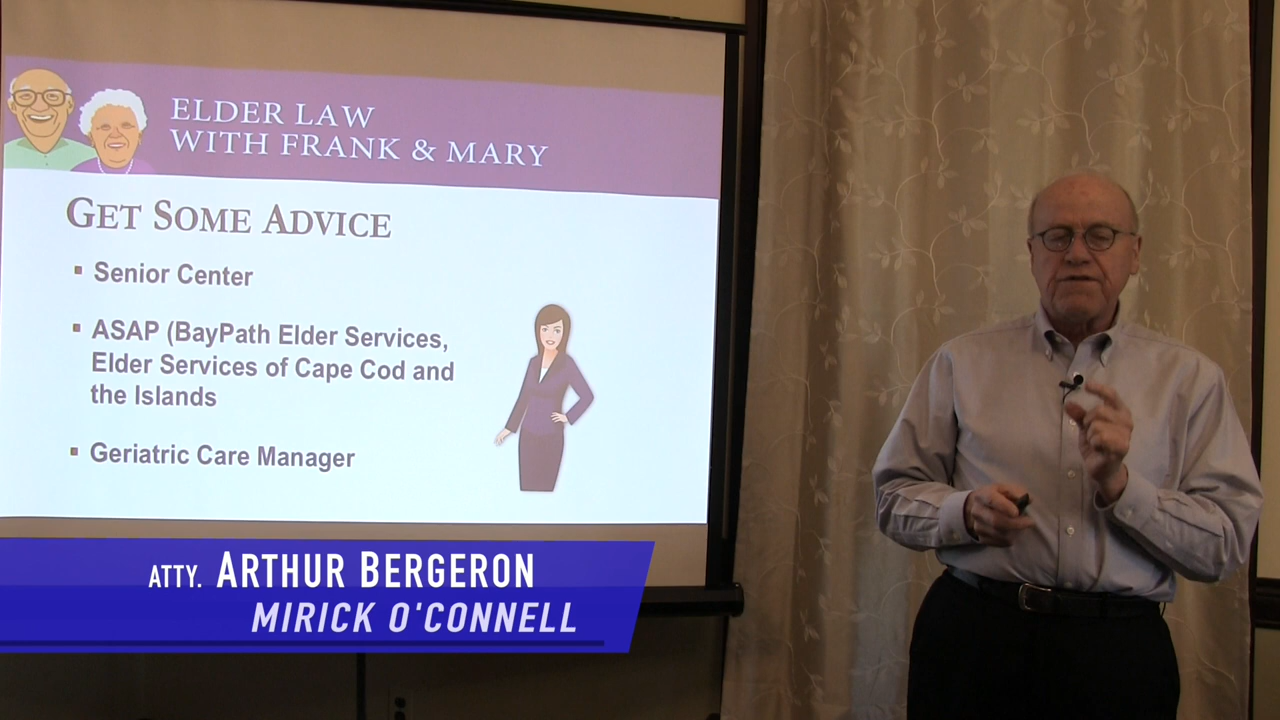 ELDER LAW
WITH FRANK & MARY
GET SOME ADVICE
▪ Senior Center
▪ ASAP (BayPath Elder Services,
Elder Services of Cape Cod and
the Islands
▪ Geriatric Care Manager
ATTY. ARTHUR BERGERON
MIRICK O'CONNELL